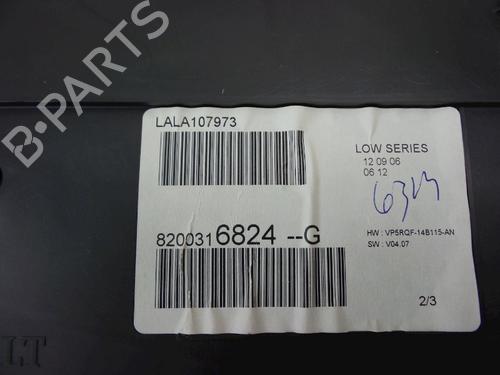 B-PARTS
LALA107973
LOW SERIES
12 09 06
06 12
HW : VP5RQF-14B115-AN
SW : V04.07
8200316824 --G
2/3
LT